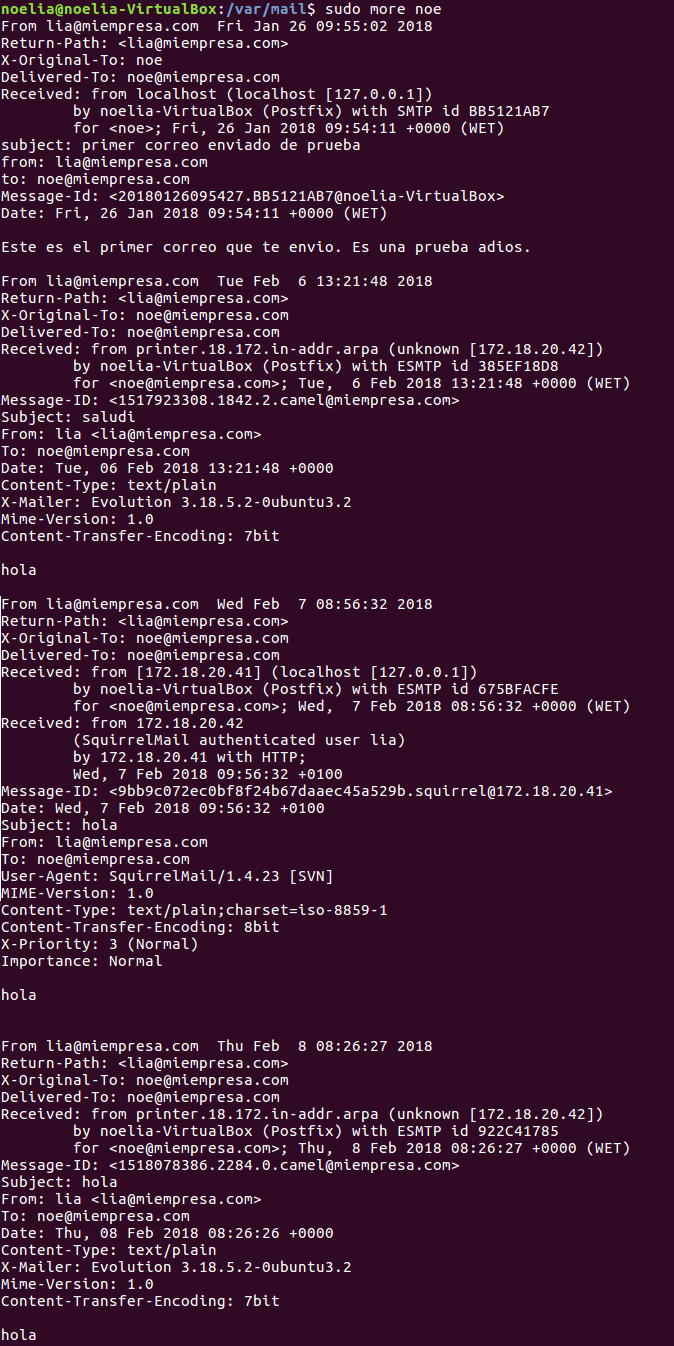 noelia@noelia-VirtualBox:/var/mail$ sudo more noe
From lia@miempresa.com  Fri Jan 26 09:55:02 2018
Return-Path: <lia@miempresa.com>
X-Original-To: noe
Delivered-To: noe@miempresa.com
Received: from localhost (localhost [127.0.0.1])
        by noelia-VirtualBox (Postfix) with SMTP id BB5121AB7
        for <noe>; Fri, 26 Jan 2018 09:54:11 +0000 (WET)
subject: primer correo enviado de prueba
from: lia@miempresa.com
to: noe@miempresa.com
Message-Id: <20180126095427.BB5121AB7@noelia-VirtualBox>
Date: Fri, 26 Jan 2018 09:54:11 +0000 (WET)

Este es el primer correo que te envio. Es una prueba adios.

From lia@miempresa.com  Tue Feb  6 13:21:48 2018
Return-Path: <lia@miempresa.com>
X-Original-To: noe@miempresa.com
Delivered-To: noe@miempresa.com
Received: from printer.18.172.in-addr.arpa (unknown [172.18.20.42])
        by noelia-VirtualBox (Postfix) with ESMTP id 385EF18D8
        for <noe@miempresa.com>; Tue,  6 Feb 2018 13:21:48 +0000 (WET)
Message-ID: <1517923308.1842.2.camel@miempresa.com>
Subject: saludi
From: lia <lia@miempresa.com>
To: noe@miempresa.com
Date: Tue, 06 Feb 2018 13:21:48 +0000
Content-Type: text/plain
X-Mailer: Evolution 3.18.5.2-0ubuntu3.2
Mime-Version: 1.0
Content-Transfer-Encoding: 7bit

hola

From lia@miempresa.com  Wed Feb  7 08:56:32 2018
Return-Path: <lia@miempresa.com>
X-Original-To: noe@miempresa.com
Delivered-To: noe@miempresa.com
Received: from [172.18.20.41] (localhost [127.0.0.1])
        by noelia-VirtualBox (Postfix) with ESMTP id 675BFACFE
        for <noe@miempresa.com>; Wed,  7 Feb 2018 08:56:32 +0000 (WET)
Received: from 172.18.20.42
        (SquirrelMail authenticated user lia)
        by 172.18.20.41 with HTTP;
        Wed, 7 Feb 2018 09:56:32 +0100
Message-ID: <9bb9c072ec0bf8f24b67daaec45a529b.squirrel@172.18.20.41>
Date: Wed, 7 Feb 2018 09:56:32 +0100
Subject: hola
From: lia@miempresa.com
To: noe@miempresa.com
User-Agent: SquirrelMail/1.4.23 [SVN]
MIME-Version: 1.0
Content-Type: text/plain;charset=iso-8859-1
Content-Transfer-Encoding: 8bit
X-Priority: 3 (Normal)
Importance: Normal

hola


From lia@miempresa.com  Thu Feb  8 08:26:27 2018
Return-Path: <lia@miempresa.com>
X-Original-To: noe@miempresa.com
Delivered-To: noe@miempresa.com
Received: from printer.18.172.in-addr.arpa (unknown [172.18.20.42])
        by noelia-VirtualBox (Postfix) with ESMTP id 922C41785
        for <noe@miempresa.com>; Thu,  8 Feb 2018 08:26:27 +0000 (WET)
Message-ID: <1518078386.2284.0.camel@miempresa.com>
Subject: hola
From: lia <lia@miempresa.com>
To: noe@miempresa.com
Date: Thu, 08 Feb 2018 08:26:26 +0000
Content-Type: text/plain
X-Mailer: Evolution 3.18.5.2-0ubuntu3.2
Mime-Version: 1.0
Content-Transfer-Encoding: 7bit

hola